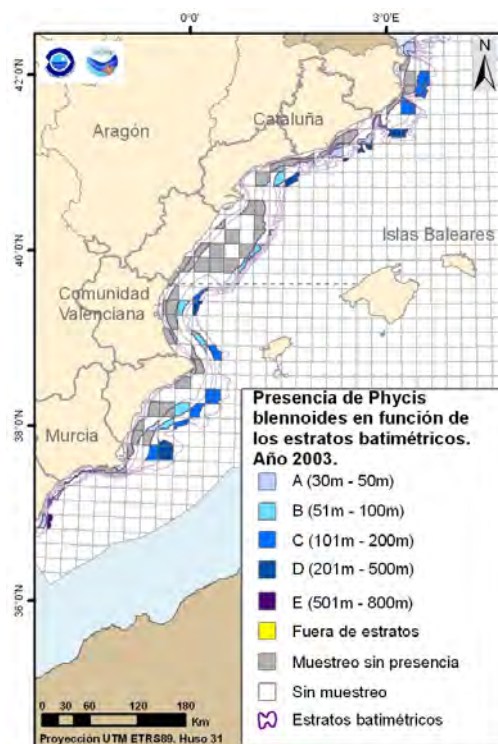 0°0' 3°0'E
N
42°0'N
Cataluña
Aragón
40°0'N
Islas Baleares
Comunidad
Valenciana
38°0'N
Murcia
36°0'N
Presencia de Phycis
blennoides en función de
los estratos batimétricos.
Año 2003.
A (30m - 50m)
B (51m - 100m)
C (101m - 200m)
D (201m - 500m)
E (501m - 800m)
Fuera de estratos
Muestreo sin presencia
Sin muestreo
Estratos batimétricos
0 30 60 120 180
Km
Proyección UTM ETRS89. Huso 31